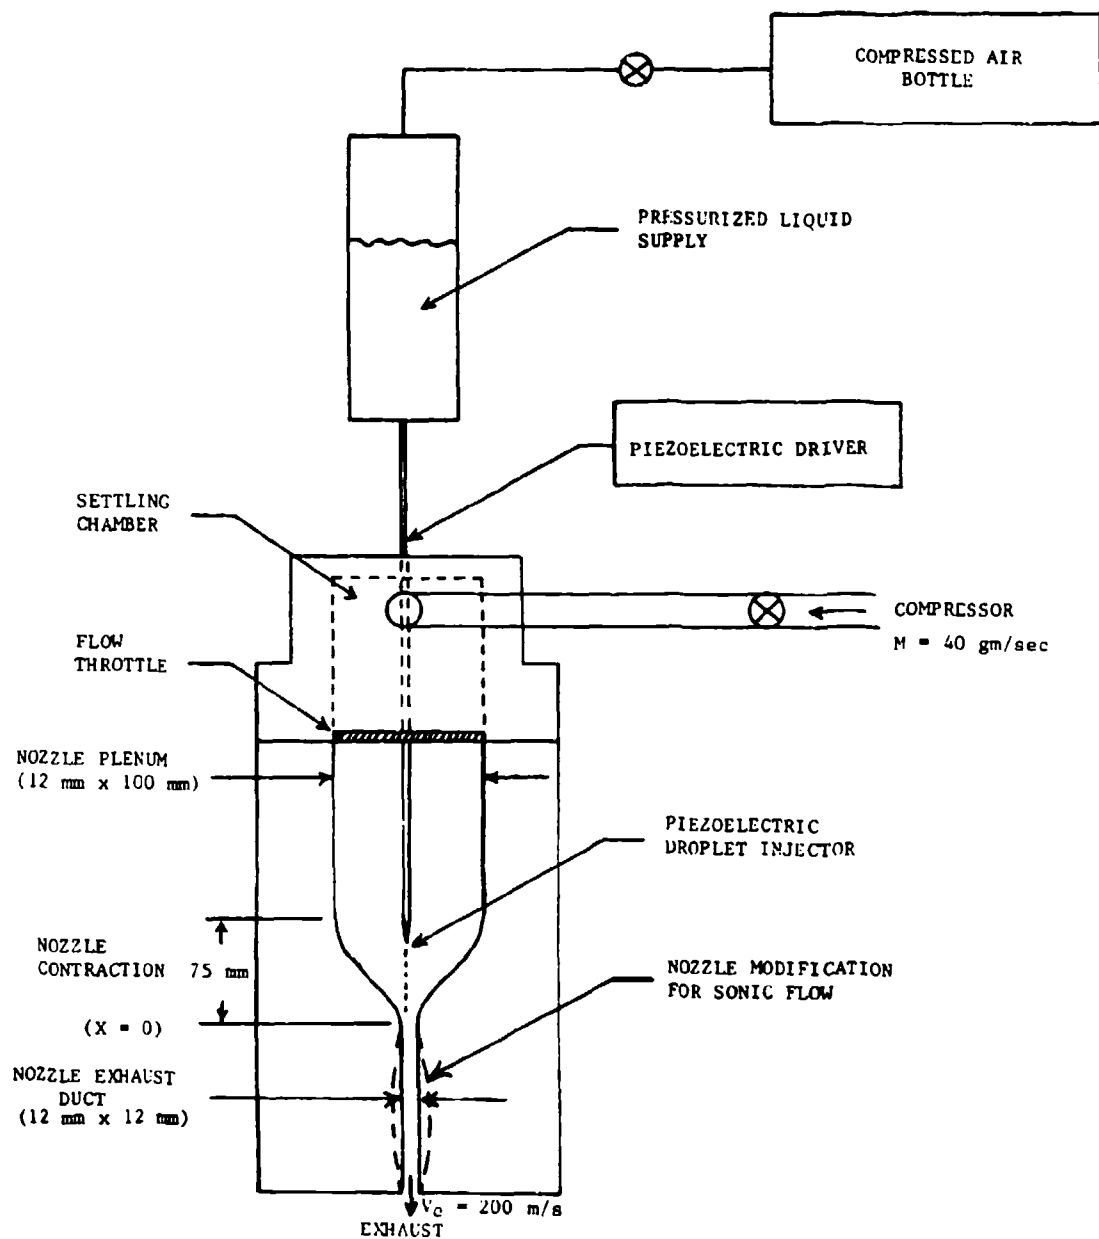 COMPRESSED AIR
BOTTLE
PRESSURIZED LIQUID
SUPPLY
PIEZOELECTRIC DRIVER
SETTLING
CHAMBER
COMPRESSOR
M = 40 gm/sec
FLOW
THROTTLE
NOZZLE PLENUM
(12 mm x 100 mm)
PIEZOELECTRIC
DROPLET INJECTOR
NOZZLE
CONTRACTION 75 mm
NOZZLE MODIFICATION
FOR SONIC FLOW
(X = 0)
NOZZLE EXHAUST
DUCT
(12 mm x 12 mm)
Ve = 200 m/s
EXHAUST